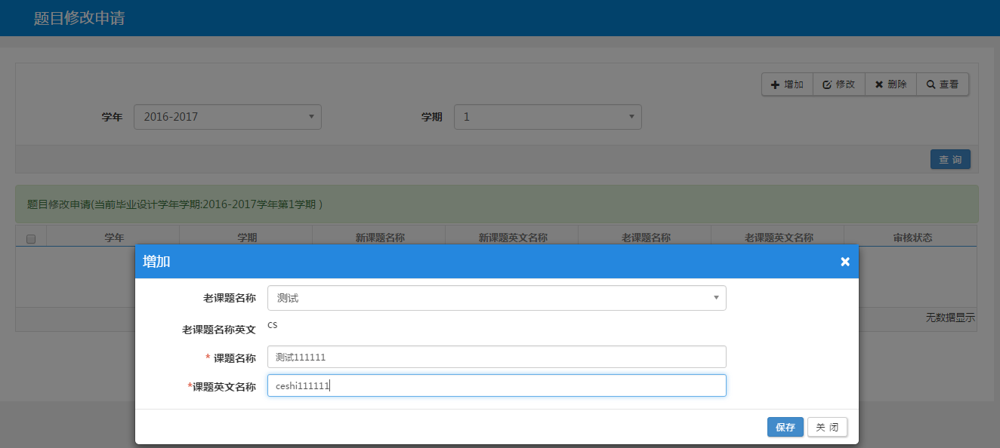 题目修改申请
增加 修改 删除 查看
学年 2016-2017 学期 1
查 询
题目修改申请(当前毕业设计学年学期:2016-2017学年第1学期 )
学年 学期 新课题名称 新课题英文名称 老课题名称 老课题英文名称 审核状态
增加
老课题名称 测试
无数据显示
老课题名称英文 cs
* 课题名称 测试111111
*课题英文名称 ceshi111111
保存 关 闭